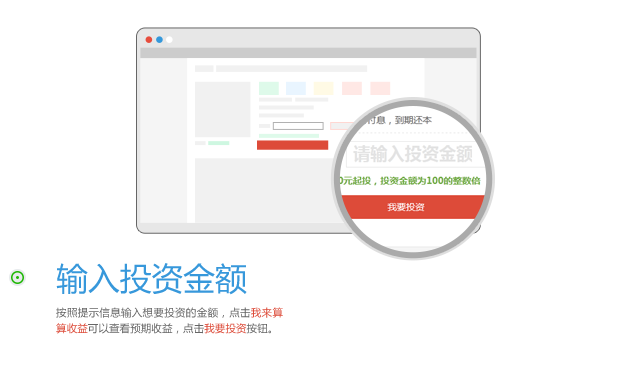 付息，到期还本
请输入投资金额
0元起投，投资金额为100的整数倍
我要投资
输入投资金额
按照提示信息输入想要投资的金额，点击我来算
算收益可以查看预期收益，点击我要投资按钮。